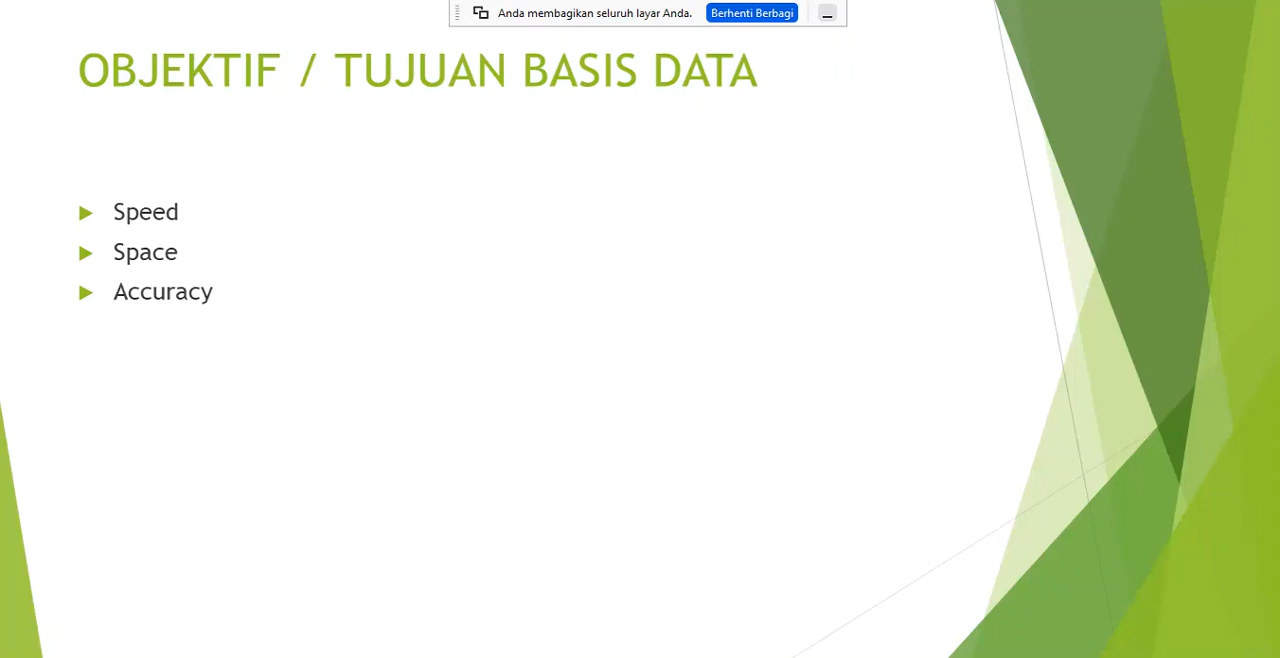 Anda membagikan seluruh layar Anda. Berhenti Berbagi
OBJEKTIF / TUJUAN BASIS DATA
Speed
Space
Accuracy